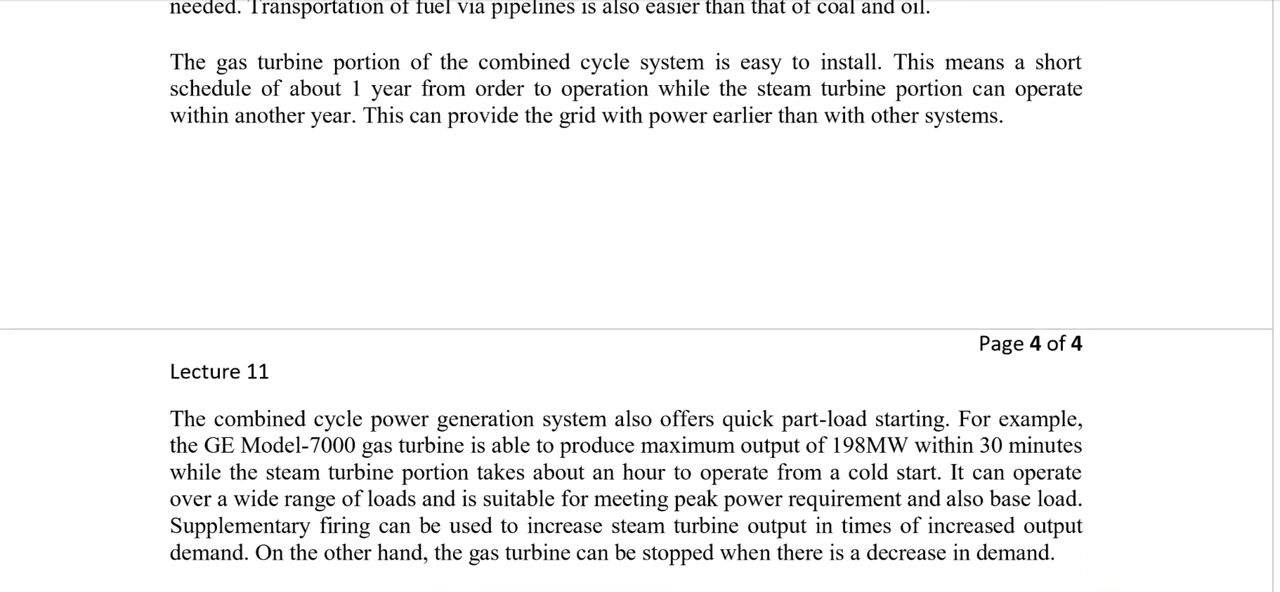 needed. Transportation of fuel via pipelines is also easier than that of coal and oil.
The gas turbine portion of the combined cycle system is easy to install. This means a short
schedule of about 1 year from order to operation while the steam turbine portion can operate
within another year. This can provide the grid with power earlier than with other systems.
Page 4 of 4
Lecture 11
The combined cycle power generation system also offers quick part-load starting. For example,
the GE Model-7000 gas turbine is able to produce maximum output of 198MW within 30 minutes
while the steam turbine portion takes about an hour to operate from a cold start. It can operate
over a wide range of loads and is suitable for meeting peak power requirement and also base load.
Supplementary firing can be used to increase steam turbine output in times of increased output
demand. On the other hand, the gas turbine can be stopped when there is a decrease in demand.